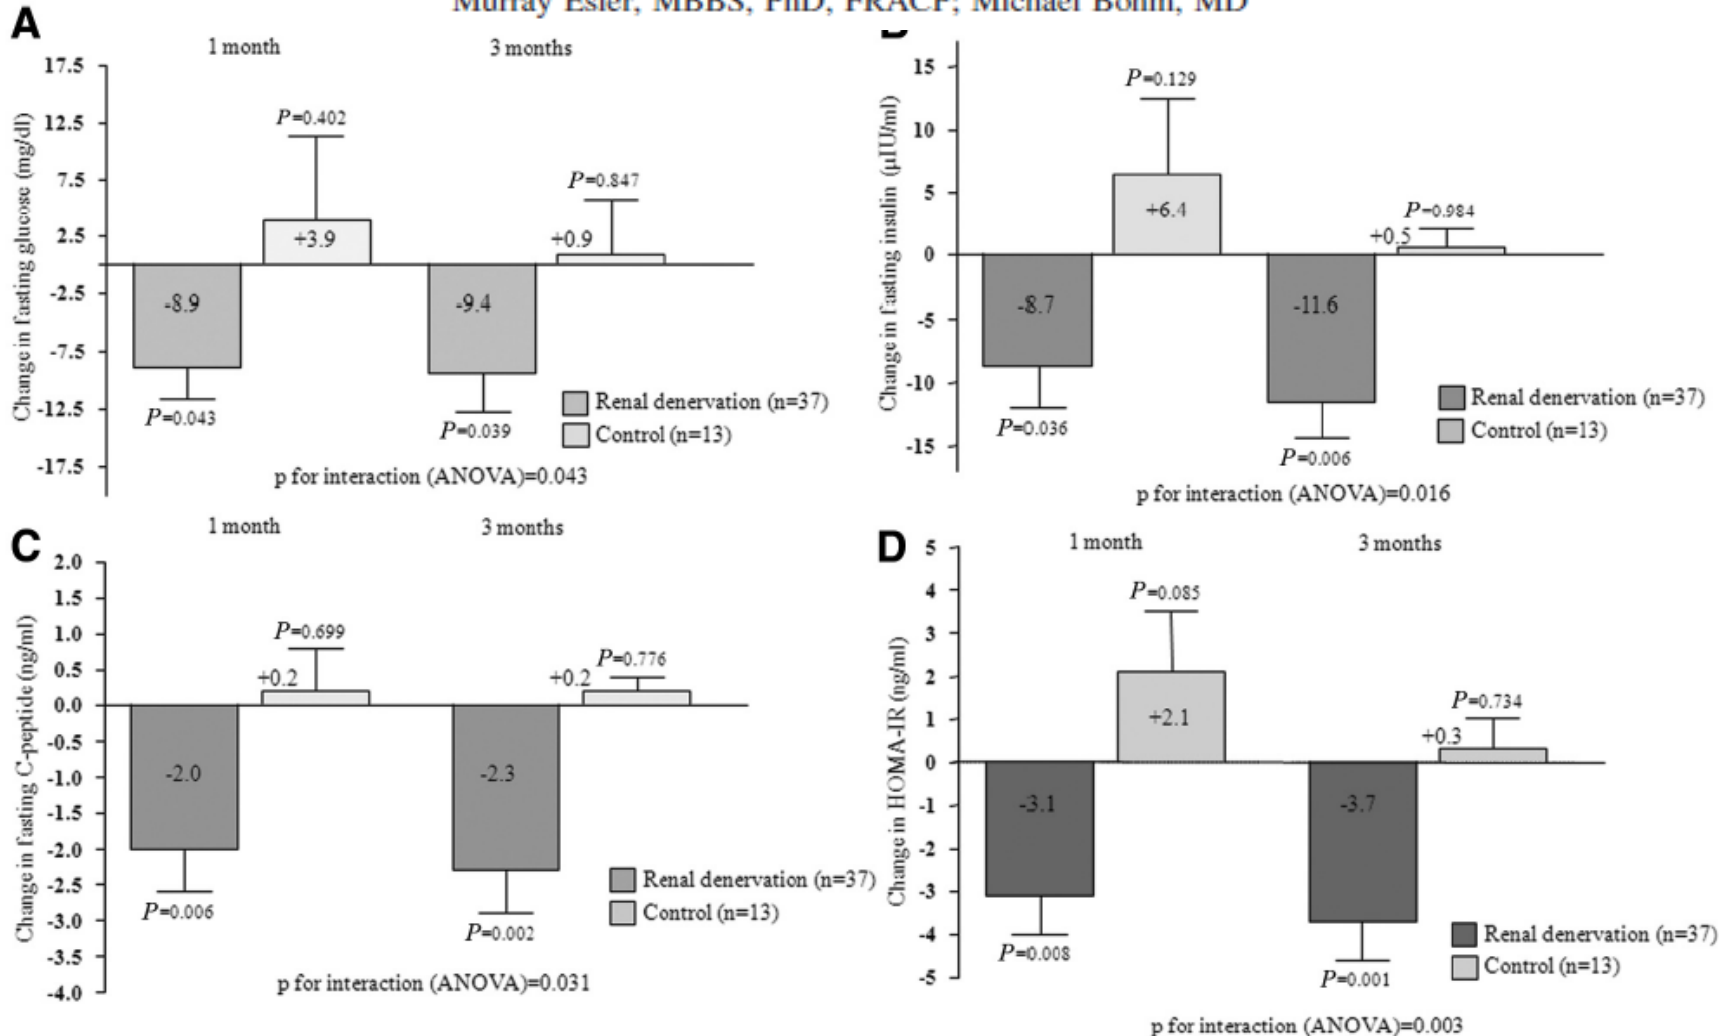 Murray Esler, MBBS, PhD, FRACP; Michael Böhm, MD
A
1 month 3 months
17.5
12.5
7.5
2.5
-2.5
-7.5
-12.5
-17.5
Change in fasting glucose (mg/dl)
P=0.402
+3.9
P=0.847
+0.9
-8.9
P=0.043
-9.4
P=0.039
Renal denervation (n=37)
Control (n=13)
p for interaction (ANOVA)=0.043
15
10
5
0
-5
-10
-15
Change in fasting insulin (µIU/ml)
P=0.129
+6.4
P=0.984
+0.5
-8.7
P=0.036
-11.6
P=0.006
Renal denervation (n=37)
Control (n=13)
p for interaction (ANOVA)=0.016
C
1 month 3 months
2.0
1.5
1.0
0.5
0.0
-0.5
-1.0
-1.5
-2.0
-2.5
-3.0
-3.5
-4.0
Change in fasting C-peptide (ng/ml)
P=0.699
+0.2
P=0.776
+0.2
-2.0
P=0.006
-2.3
P=0.002
Renal denervation (n=37)
Control (n=13)
p for interaction (ANOVA)=0.031
D
1 month 3 months
5
4
3
2
1
0
-1
-2
-3
-4
-5
Change in HOMA-IR (ng/ml)
P=0.085
+2.1
P=0.734
+0.3
-3.1
P=0.008
-3.7
P=0.001
Renal denervation (n=37)
Control (n=13)
p for interaction (ANOVA)=0.003